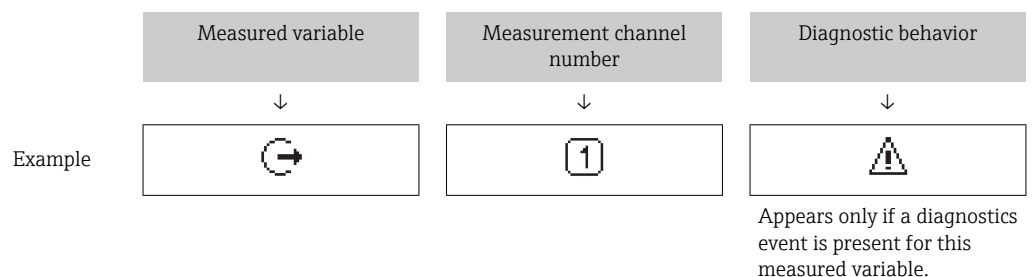 Measured variable
Measurement channel
number
Diagnostic behavior
↓ ↓ ↓
Example
1
Appears only if a diagnostics
event is present for this
measured variable.